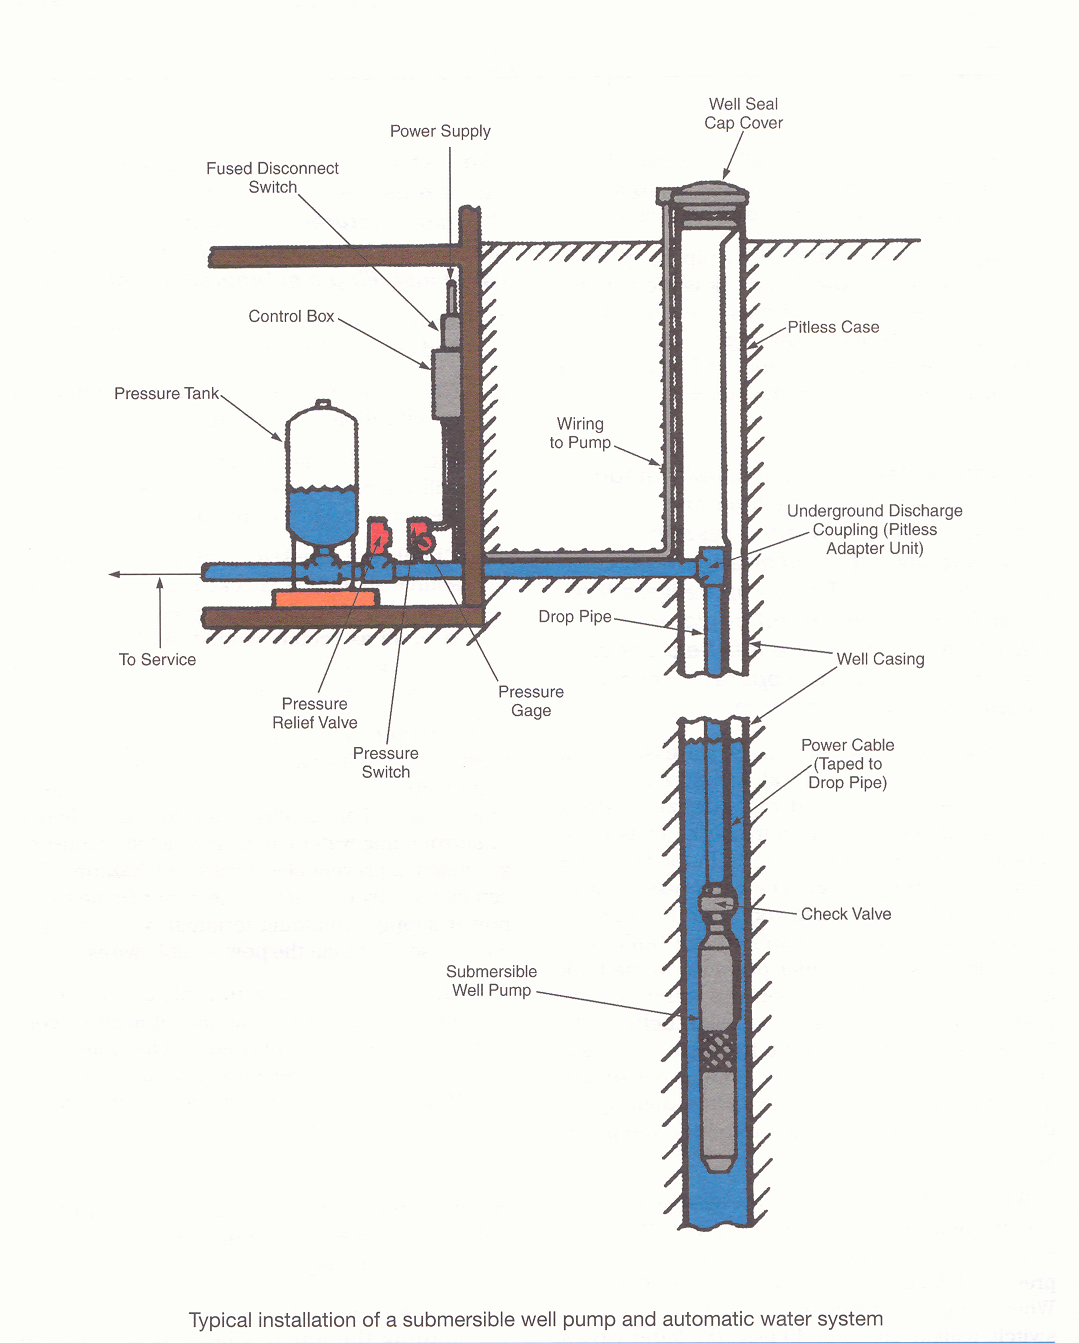 Well Seal
Cap Cover
Power Supply
Fused Disconnect
Switch
Control Box
Pitless Case
Pressure Tank
Wiring
to Pump
Underground Discharge
Coupling (Pitless
Adapter Unit)
Drop Pipe
To Service
Well Casing
Pressure
Relief Valve
Pressure
Gage
Pressure
Switch
Power Cable
(Taped to
Drop Pipe)
Check Valve
Submersible
Well Pump
Typical installation of a submersible well pump and automatic water system